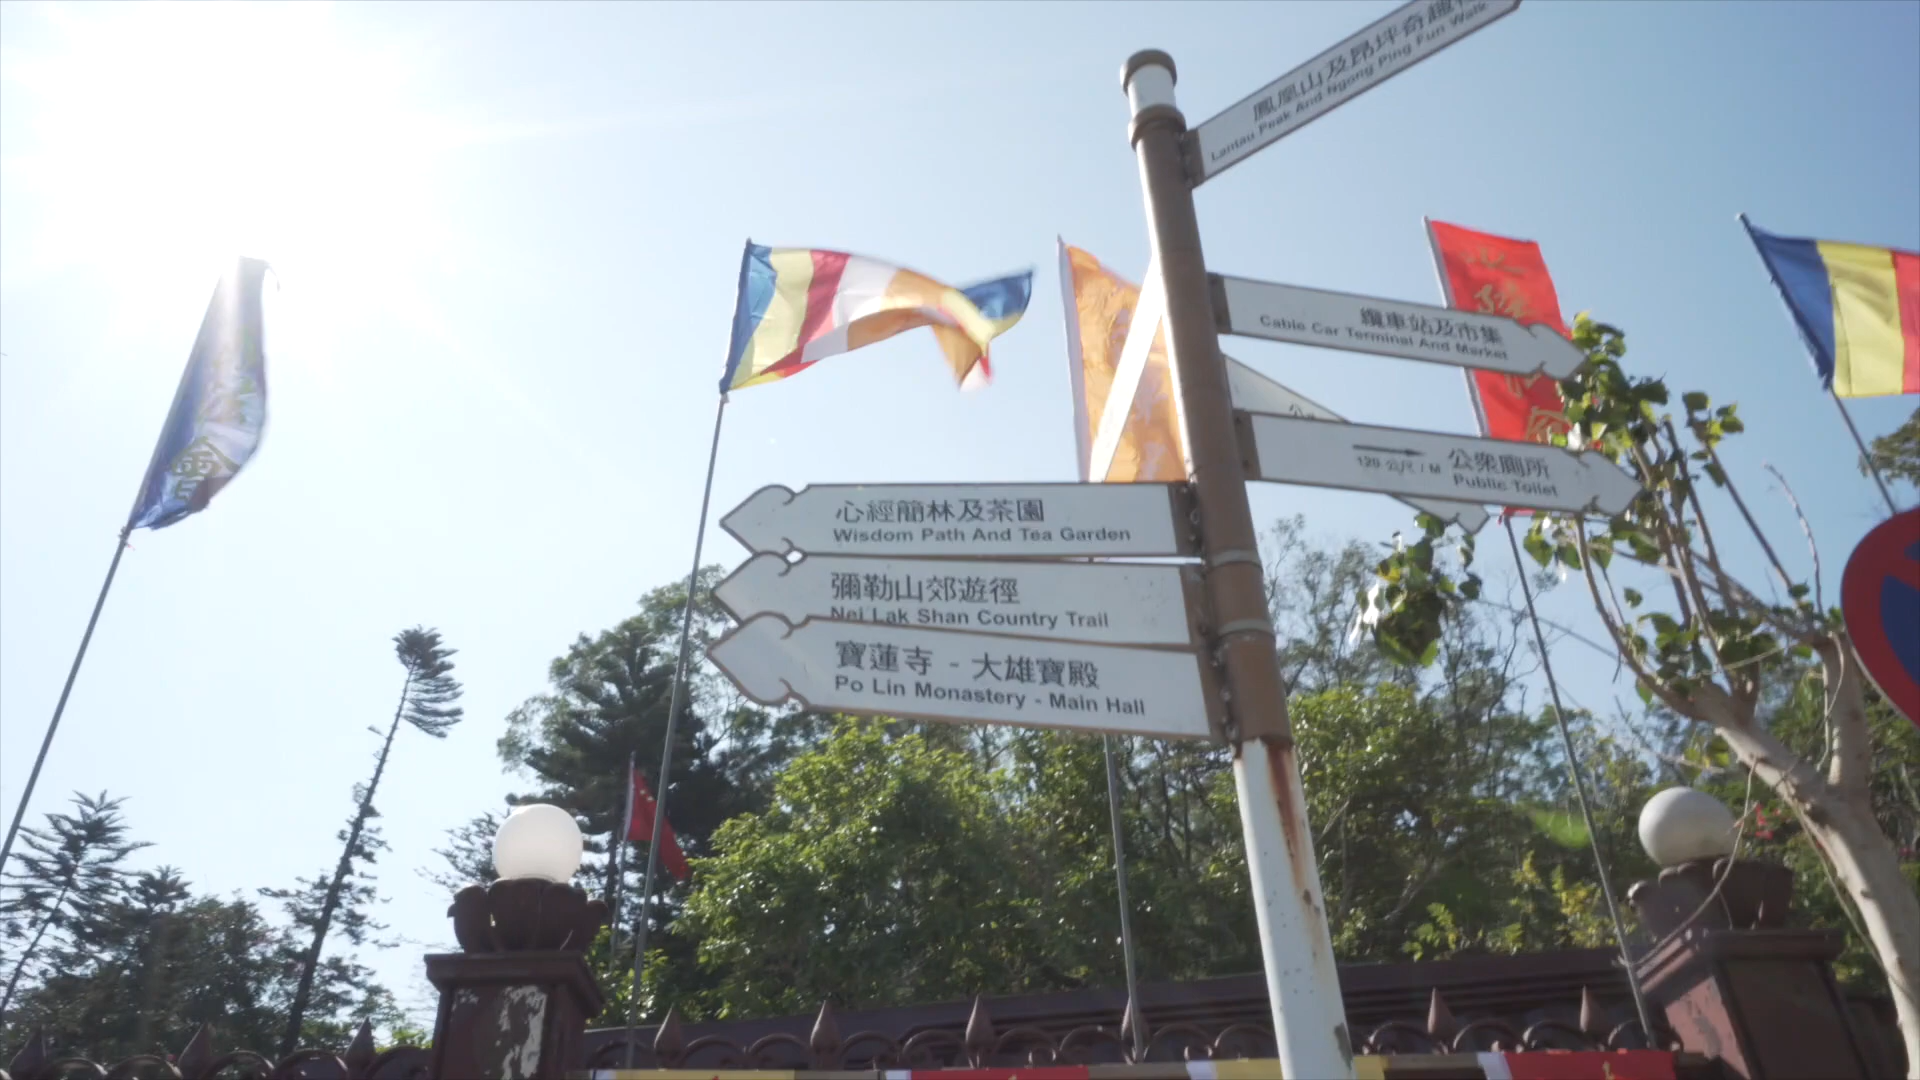 鳳凰山及昂坪奇趣
Lantau Peak And Ngong Ping Fun Walk
纜車站及市集
Cable Car Terminal And Market
公眾廁所
120 公尺 / M
Public Toilet
心經簡林及茶園
Wisdom Path And Tea Garden
彌勒山郊遊徑
Nei Lak Shan Country Trail
寶蓮寺 - 大雄寶殿
Po Lin Monastery - Main Hall